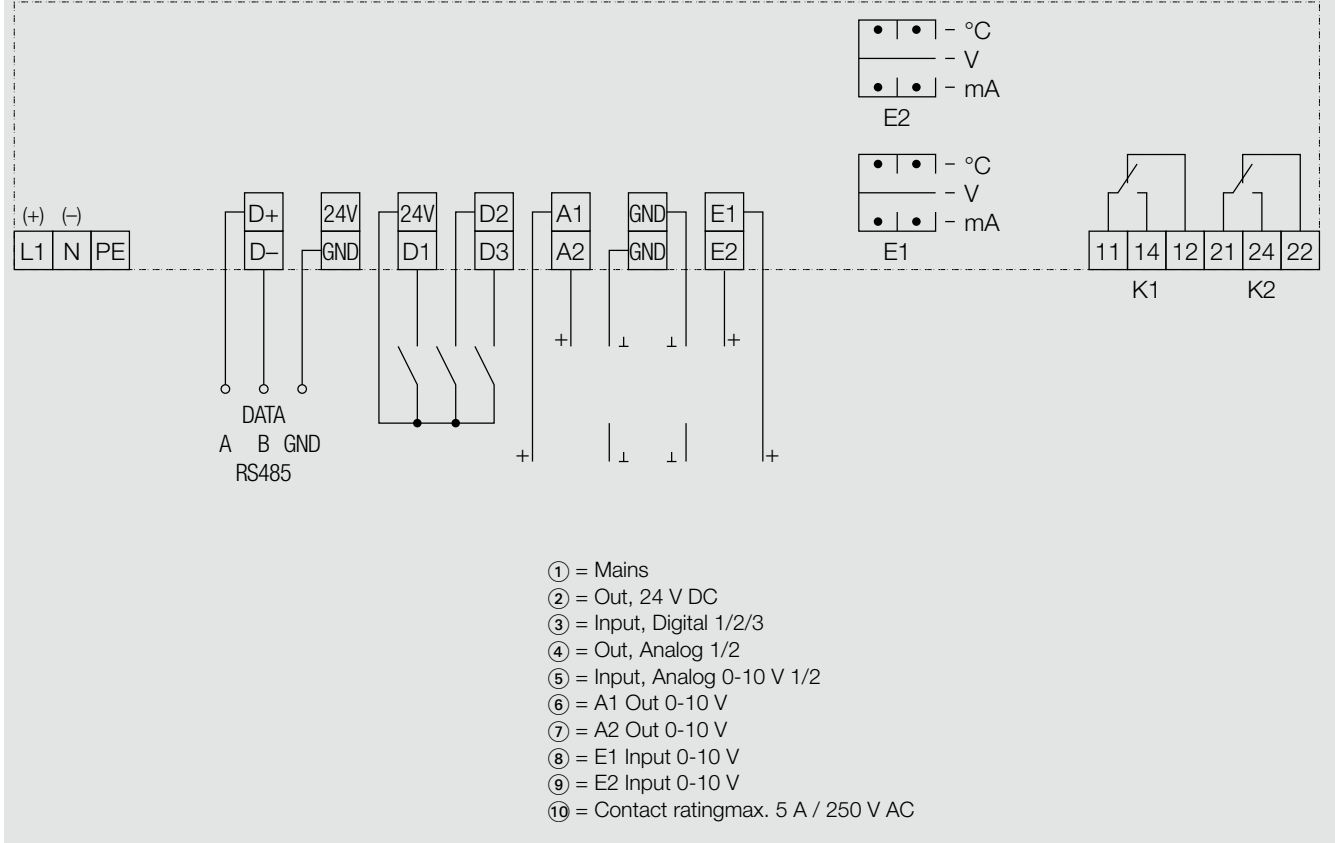 – °C
– V
– mA
E2
– °C
– V
– mA
E1
(+) (–)
L1 N PE
D+ 24V 24V D2 A1 GND E1
D– GND D1 D3 A2 GND E2
11 14 12 21 24 22
K1 K2
+ ⊥ ⊥ +
DATA
A B GND
RS485
+ ⊥ ⊥ +
① = Mains
② = Out, 24 V DC
③ = Input, Digital 1/2/3
④ = Out, Analog 1/2
⑤ = Input, Analog 0-10 V 1/2
⑥ = A1 Out 0-10 V
⑦ = A2 Out 0-10 V
⑧ = E1 Input 0-10 V
⑨ = E2 Input 0-10 V
⑩ = Contact ratingmax. 5 A / 250 V AC